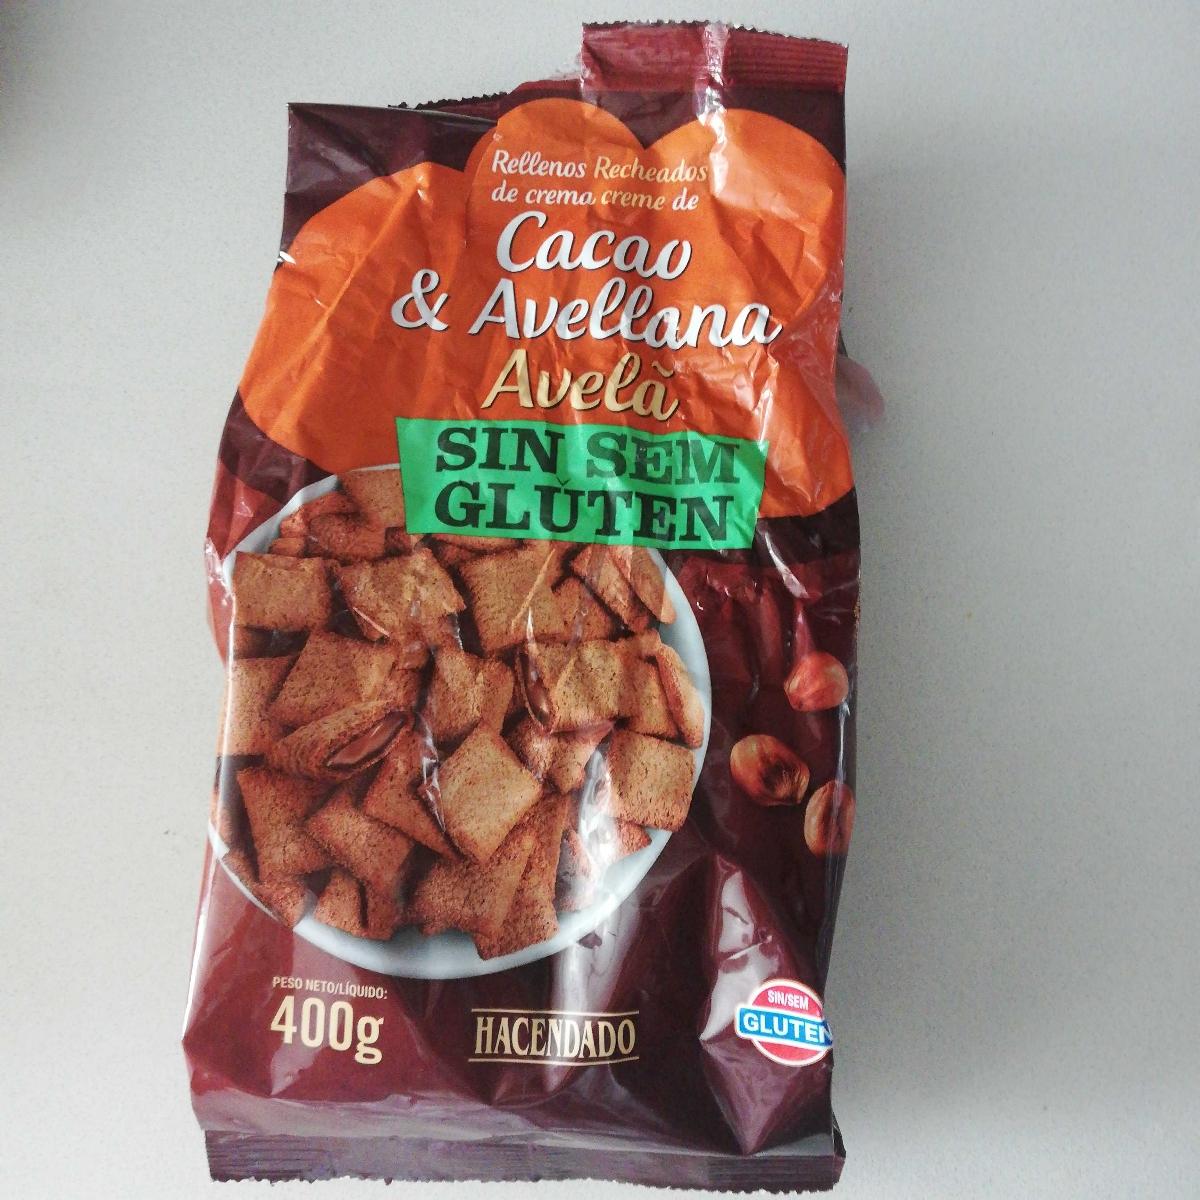 Rellenos Recheados
de crema creme de
Cacao
& Avellana
Avelã
SIN SEM
GLUTEN
PESO NETO/LÍQUIDO:
400g
HACENDADO
SIN/SEM
GLUTEN